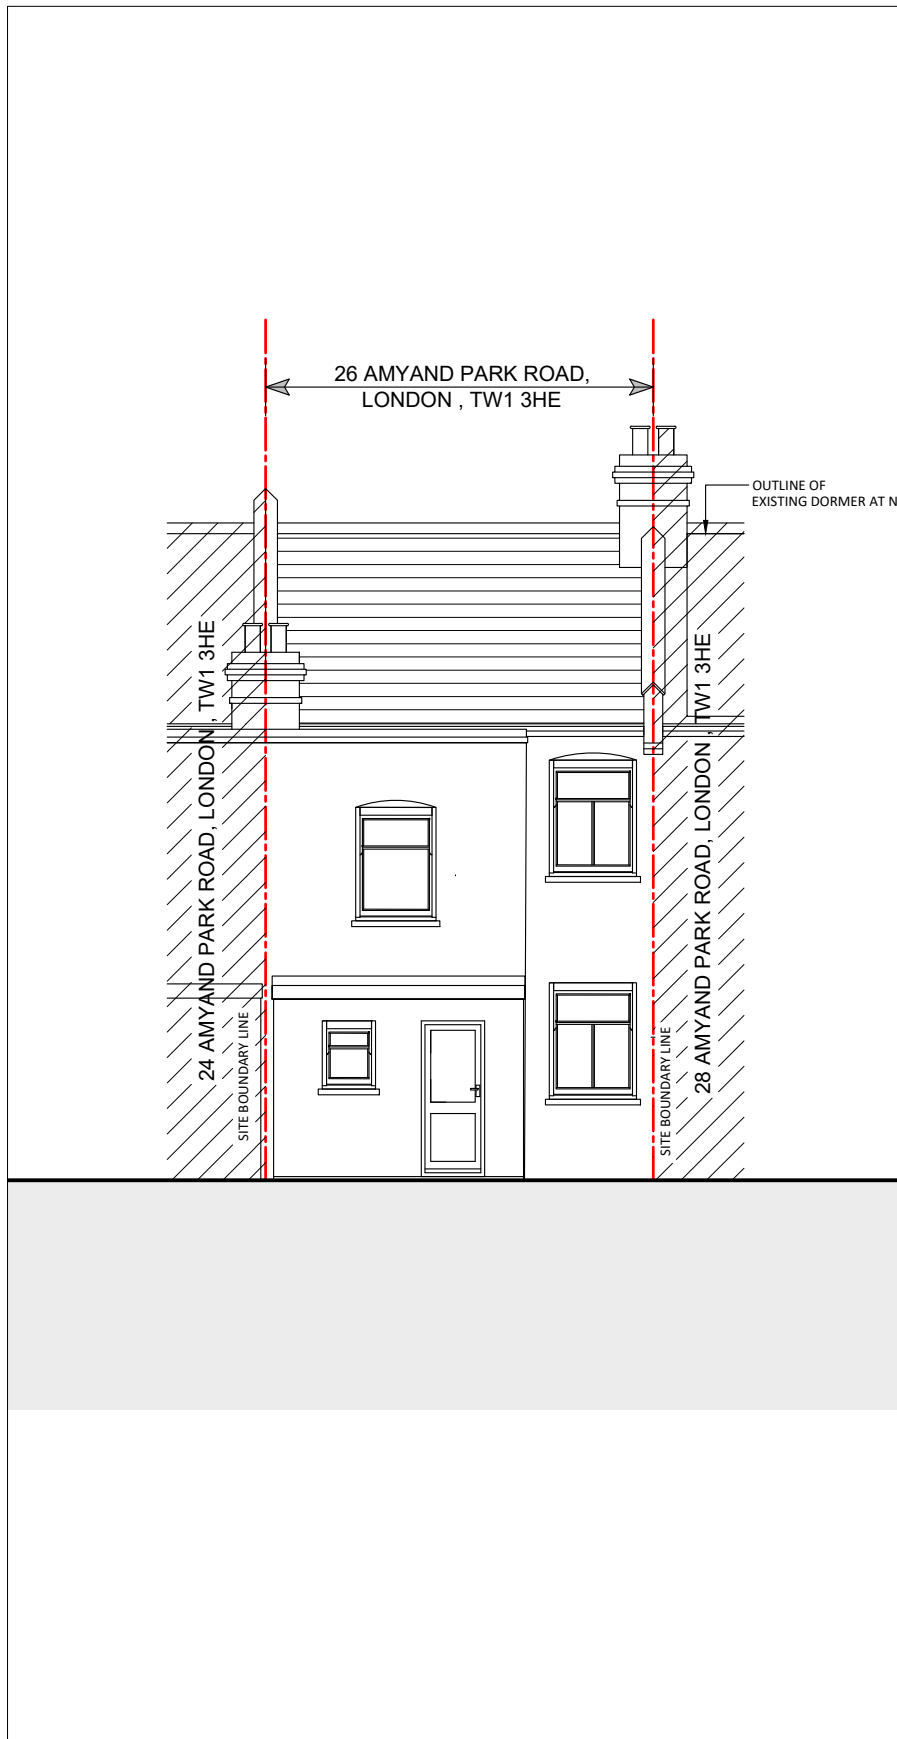 26 AMYAND PARK ROAD,
LONDON , TW1 3HE
OUTLINE OF
EXISTING DORMER AT N
24 AMYAND PARK ROAD, LONDON , TW1 3HE
SITE BOUNDARY LINE
SITE BOUNDARY LINE
28 AMYAND PARK ROAD, LONDON , TW1 3HE